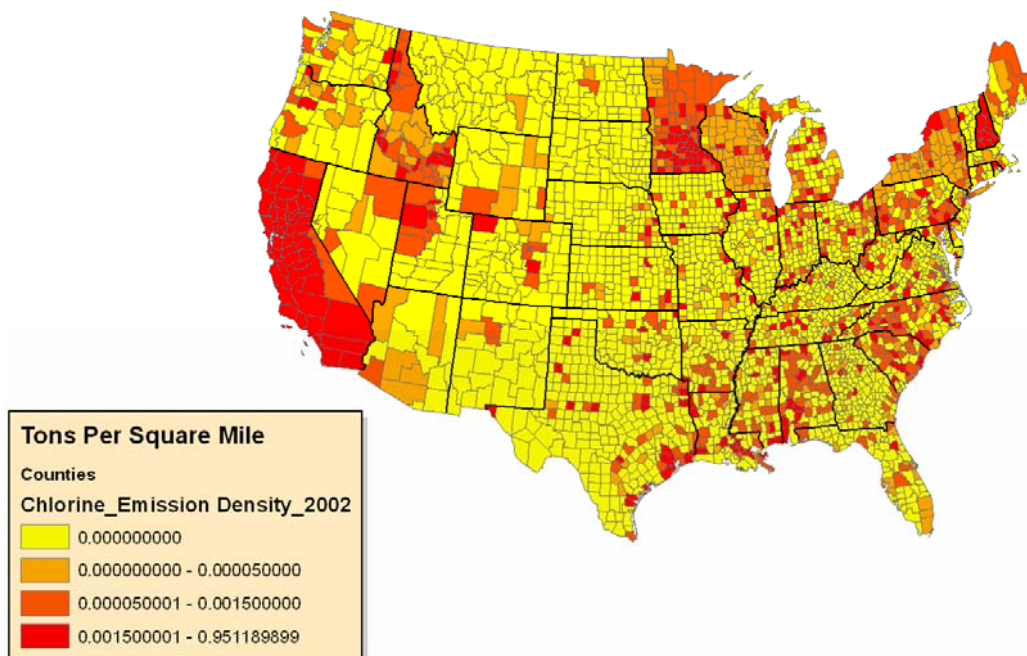 Tons Per Square Mile
Counties
Chlorine_Emission Density_2002
0.000000000
0.000000000 - 0.000050000
0.000050001 - 0.001500000
0.001500001 - 0.951189899